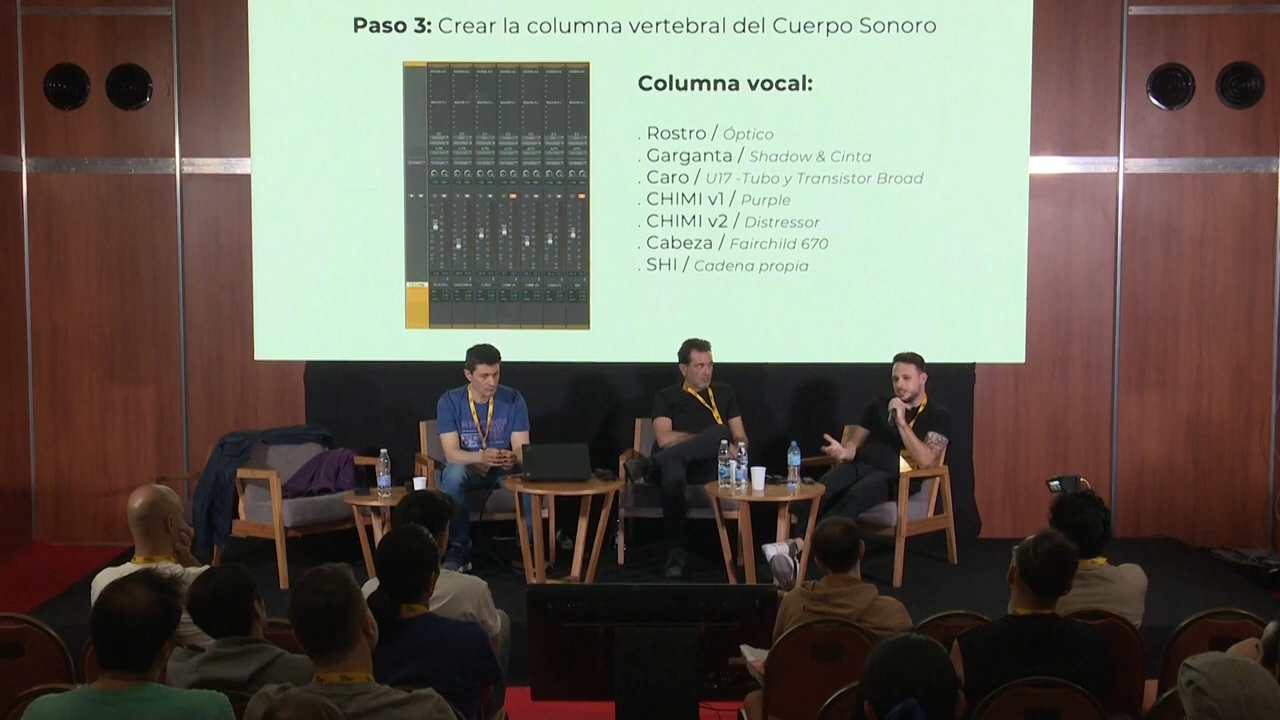 Paso 3: Crear la columna vertebral del Cuerpo Sonoro
Columna vocal:
. Rostro / Óptico
. Garganta / Shadow & Cinta
. Caro / U17 -Tubo y Transistor Broad
. CHIMI v1 / Purple
. CHIMI v2 / Distressor
. Cabeza / Fairchild 670
. SHI / Cadena propia